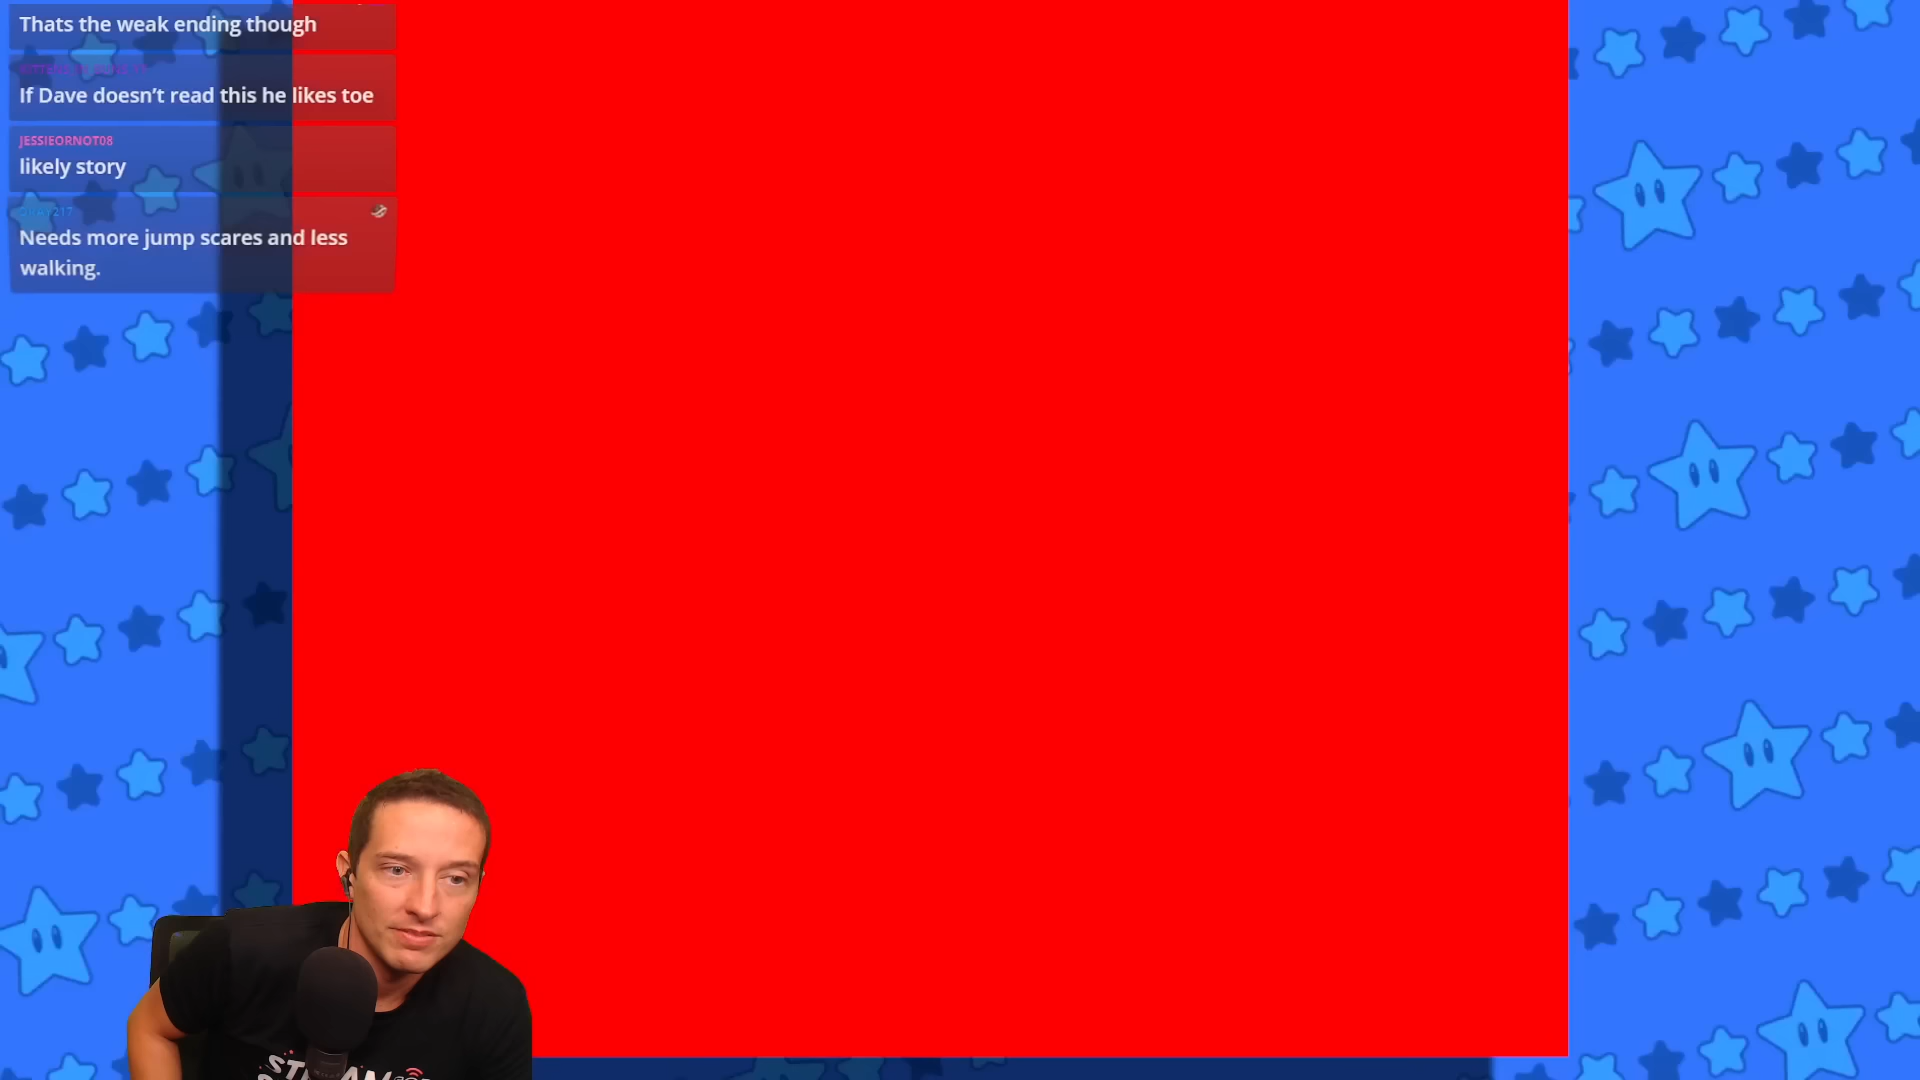 Thats the weak ending though
If Dave doesn’t read this he likes toe
JESSIEORNOT08
likely story
Needs more jump scares and less
walking.